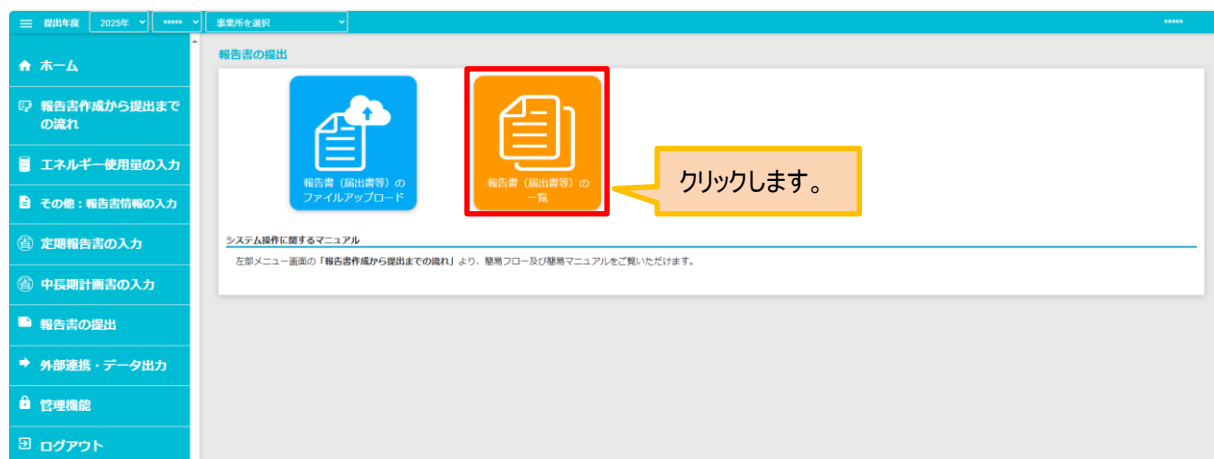 提出年度 2025年 ***** 事業所を選択 *****
ホーム
報告書作成から提出まで
の流れ
エネルギー使用量の入力
その他：報告書情報の入力
定期報告書の入力
中長期計画書の入力
報告書の提出
外部連携・データ出力
管理機能
ログアウト
報告書の提出
報告書（届出書等）の
ファイルアップロード
報告書（届出書等）の
一覧
クリックします。
システム操作に関するマニュアル
左部メニュー画面の「報告書作成から提出までの流れ」より、簡易フロー及び簡易マニュアルをご覧いただけます。